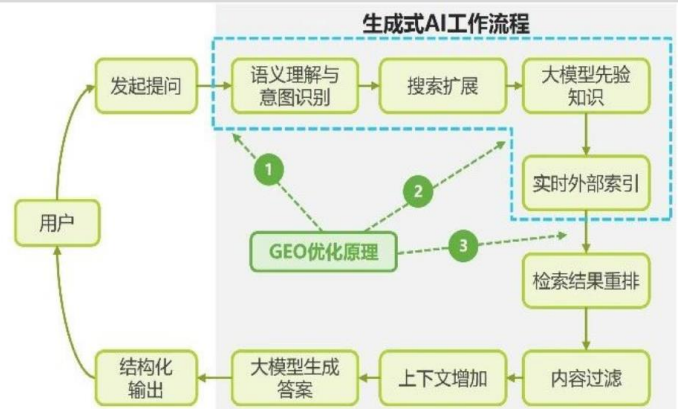 生成式AI工作流程
发起提问
语义理解与
意图识别
搜索扩展
大模型先验
知识
1
2
实时外部索引
用户
GEO优化原理
3
检索结果重排
结构化
输出
大模型生成
答案
上下文增加
内容过滤